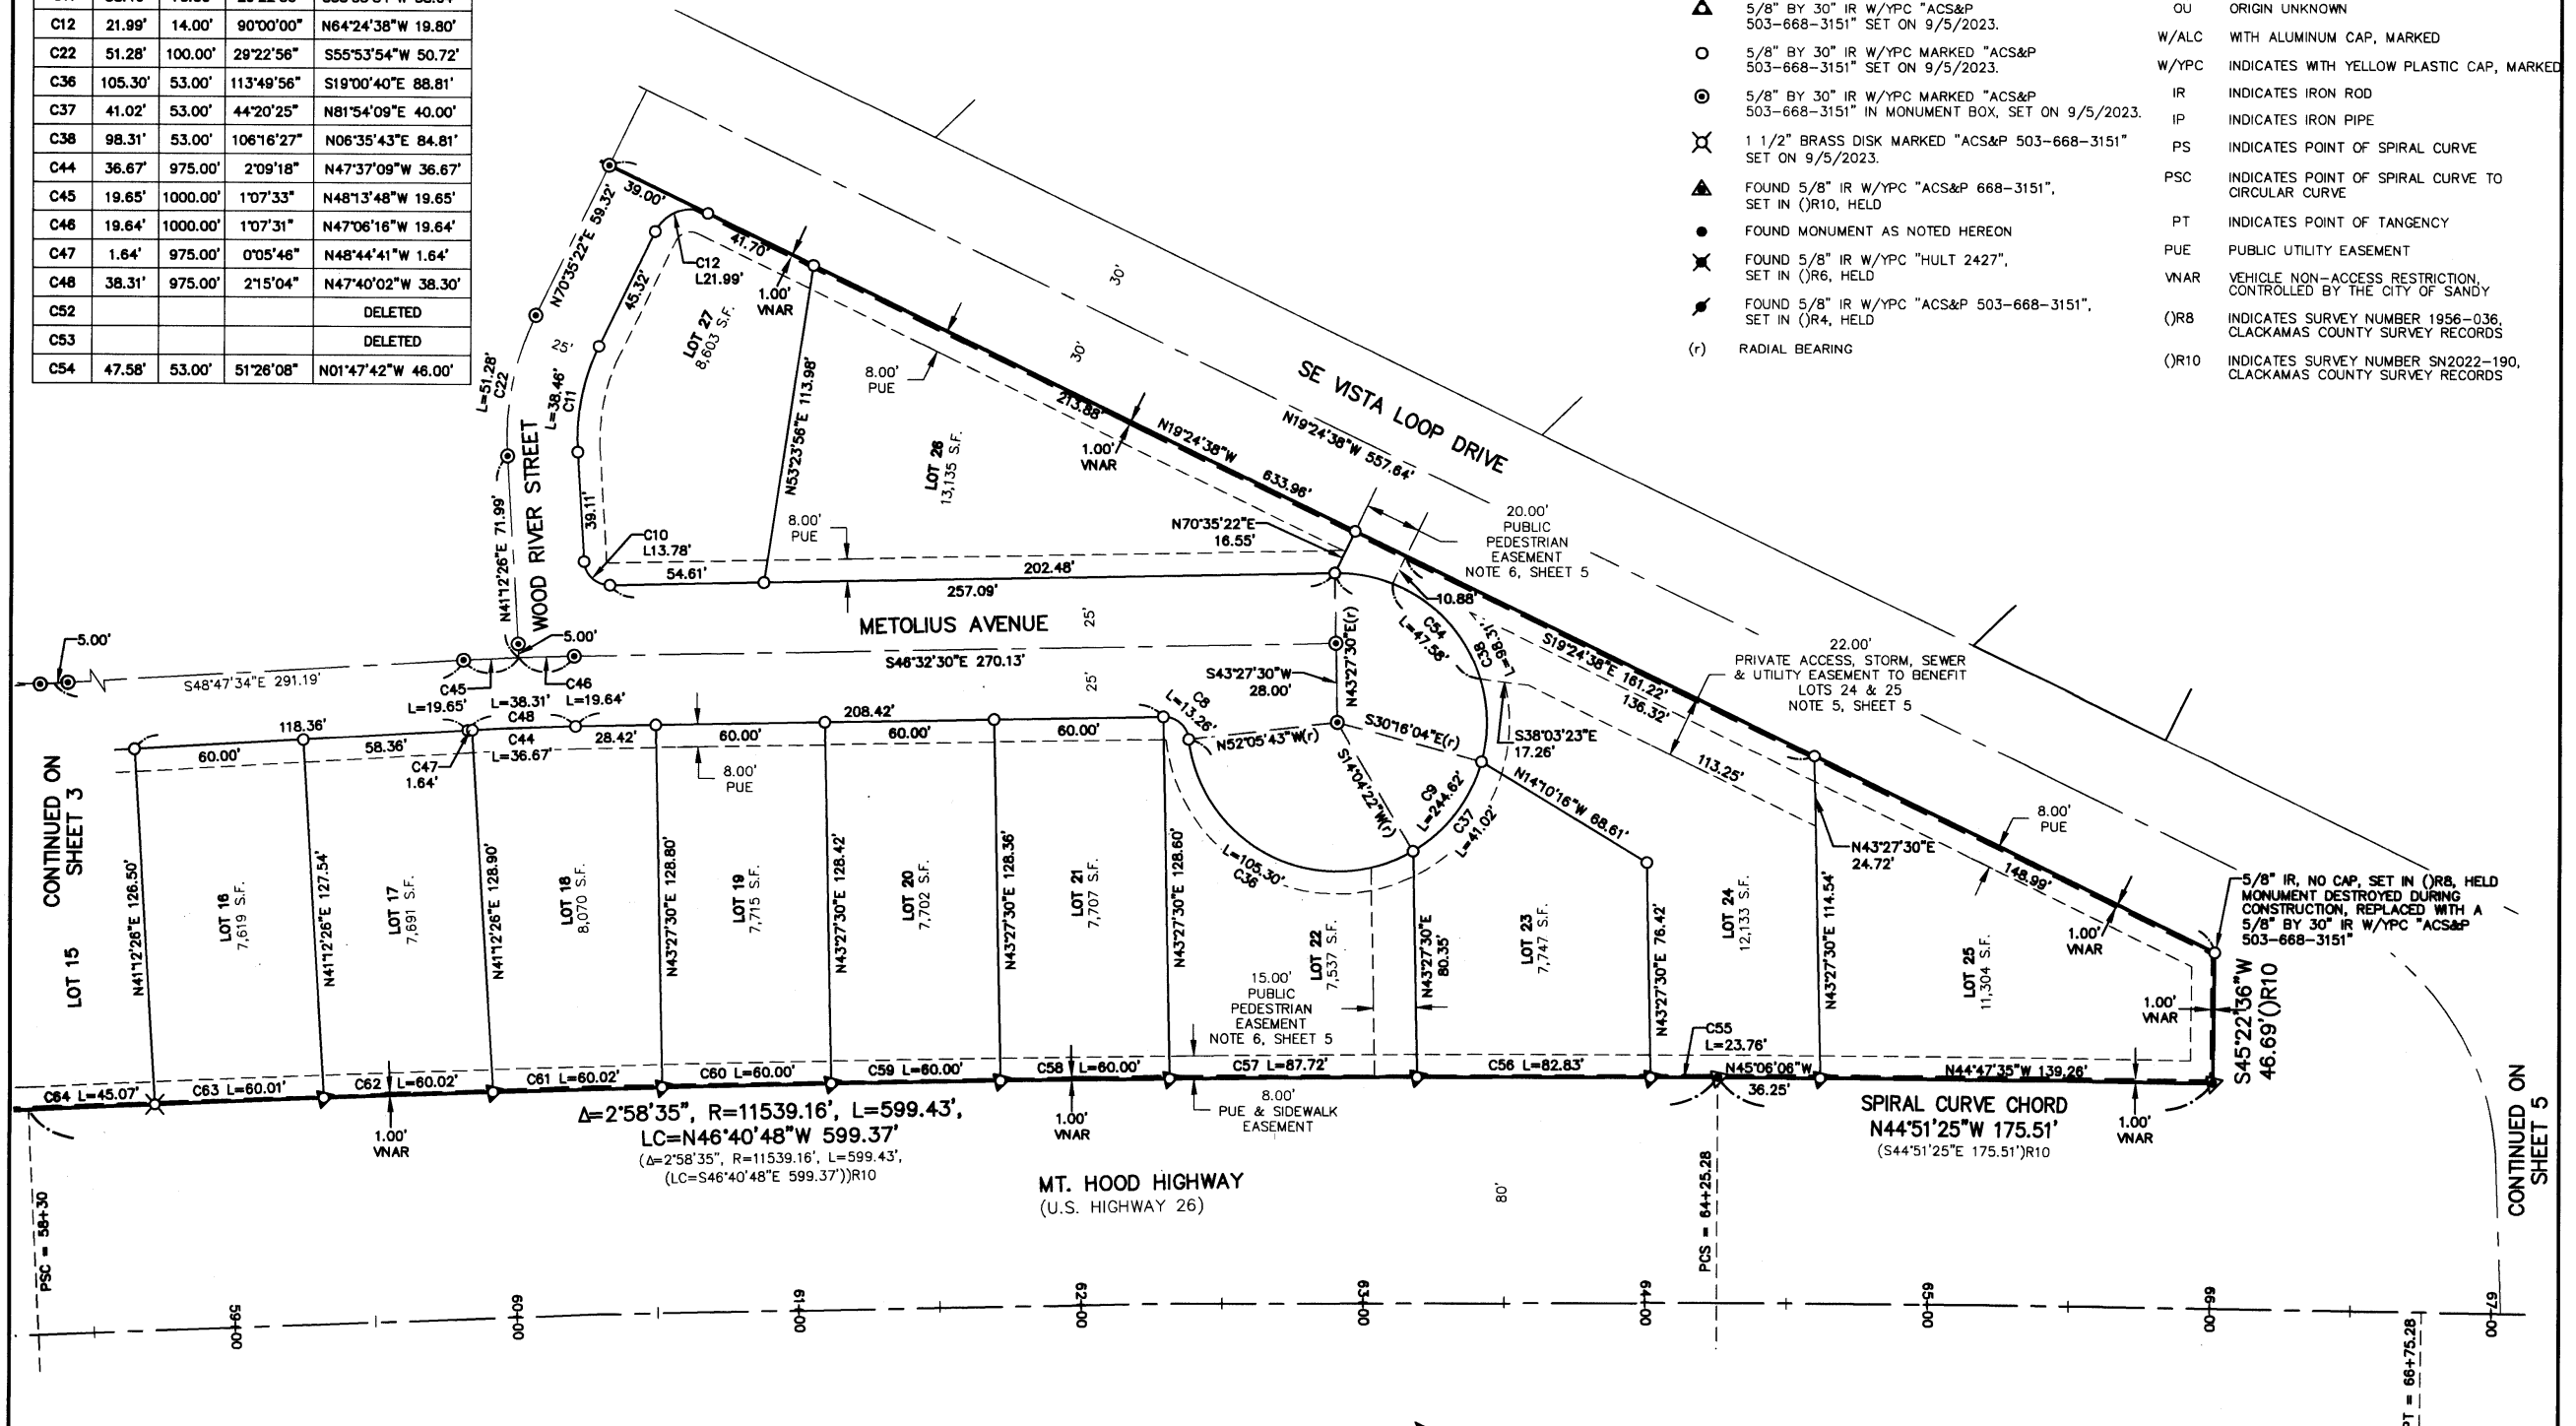 C12 21.99' 14.00' 90°00'00" N64°24'38"W 19.80'
C22 51.28' 100.00' 29°22'56" S55°53'54"W 50.72'
C36 105.30' 53.00' 113°49'56" S19°00'40"E 88.81'
C37 41.02' 53.00' 44°20'25" N81°54'09"E 40.00'
C38 98.31' 53.00' 106°16'27" N06°35'43"E 84.81'
C44 36.67' 975.00' 2°09'18" N47°37'09"W 36.67'
C45 19.65' 1000.00' 1°07'33" N48°13'48"W 19.65'
C46 19.64' 1000.00' 1°07'31" N47°06'16"W 19.64'
C47 1.64' 975.00' 0°05'46" N48°44'41"W 1.64'
C48 38.31' 975.00' 2°15'04" N47°40'02"W 38.30'
C52 DELETED
C53 DELETED
C54 47.58' 53.00' 51°26'08" N01°47'42"W 46.00'
5/8" BY 30" IR W/YPC "ACS&P
503-668-3151" SET ON 9/5/2023.
5/8" BY 30" IR W/YPC MARKED "ACS&P
503-668-3151" SET ON 9/5/2023.
5/8" BY 30" IR W/YPC MARKED "ACS&P
503-668-3151" IN MONUMENT BOX, SET ON 9/5/2023.
1 1/2" BRASS DISK MARKED "ACS&P 503-668-3151"
SET ON 9/5/2023.
FOUND 5/8" IR W/YPC "ACS&P 668-3151",
SET IN ()R10, HELD
FOUND MONUMENT AS NOTED HEREON
FOUND 5/8" IR W/YPC "HULT 2427",
SET IN ()R6, HELD
FOUND 5/8" IR W/YPC "ACS&P 503-668-3151",
SET IN ()R4, HELD
(r) RADIAL BEARING
OU ORIGIN UNKNOWN
W/ALC WITH ALUMINUM CAP, MARKED
W/YPC INDICATES WITH YELLOW PLASTIC CAP, MARKED
IR INDICATES IRON ROD
IP INDICATES IRON PIPE
PS INDICATES POINT OF SPIRAL CURVE
PSC INDICATES POINT OF SPIRAL CURVE TO
CIRCULAR CURVE
PT INDICATES POINT OF TANGENCY
PUE PUBLIC UTILITY EASEMENT
VNAR VEHICLE NON-ACCESS RESTRICTION,
CONTROLLED BY THE CITY OF SANDY
()R8 INDICATES SURVEY NUMBER 1956-036,
CLACKAMAS COUNTY SURVEY RECORDS
()R10 INDICATES SURVEY NUMBER SN2022-190,
CLACKAMAS COUNTY SURVEY RECORDS
39.00'
N70°35'22"E 59.32'
41.70'
C12
L21.99'
45.32'
1.00'
VNAR
LOT 27
8,603 S.F.
30'
30'
25'
L=51.28'
C22
L=38.46'
C11
8.00'
PUE
N53°23'56"E 113.98'
213.88'
SE VISTA LOOP DRIVE
N19°24'38"W 557.64'
N19°24'38"W
633.96'
1.00'
VNAR
LOT 26
13,135 S.F.
N41°12'26"E 71.99'
WOOD RIVER STREET
39.11'
C10
L13.78'
8.00'
PUE
N70°35'22"E
16.55'
20.00'
PUBLIC
PEDESTRIAN
EASEMENT
NOTE 6, SHEET 5
54.61'
202.48'
257.09'
10.88'
METOLIUS AVENUE
25'
25'
5.00'
5.00'
S48°47'34"E 291.19'
S46°32'30"E 270.13'
N43°27'30"E(r)
S43°27'30"W
28.00'
C54
L=47.58'
C38
L=98.31'
S19°24'38"E 161.22'
136.32'
22.00'
PRIVATE ACCESS, STORM, SEWER
& UTILITY EASEMENT TO BENEFIT
LOTS 24 & 25
NOTE 5, SHEET 5
C45
L=19.65'
L=38.31'
C48
C46
L=19.64'
C8
L=13.26'
N52°05'43"W(r)
S30°16'04"E(r)
S38°03'23"E
17.26'
S14°04'22"W(r)
C9
L=244.62'
C37
L=41.02'
N14°10'16"W 68.61'
113.25'
118.36'
60.00'
58.36'
C44
L=36.67'
C47
1.64'
28.42'
208.42'
60.00'
60.00'
60.00'
8.00'
PUE
L=105.30'
C36
8.00'
PUE
N43°27'30"E
24.72'
148.99'
CONTINUED ON
SHEET 3
LOT 15
N41°12'26"E 126.50'
LOT 16
7,619 S.F.
N41°12'26"E 127.54'
LOT 17
7,691 S.F.
N41°12'26"E 128.90'
LOT 18
8,070 S.F.
N43°27'30"E 128.80'
LOT 19
7,715 S.F.
N43°27'30"E 128.42'
LOT 20
7,702 S.F.
N43°27'30"E 128.36'
LOT 21
7,707 S.F.
N43°27'30"E 128.60'
LOT 22
7,537 S.F.
N43°27'30"E
80.35'
LOT 23
7,747 S.F.
N43°27'30"E 76.42'
LOT 24
12,133 S.F.
N43°27'30"E 114.54'
LOT 25
11,304 S.F.
5/8" IR, NO CAP, SET IN ()R8, HELD
MONUMENT DESTROYED DURING
CONSTRUCTION, REPLACED WITH A
5/8" BY 30" IR W/YPC "ACS&P
503-668-3151"
1.00'
VNAR
1.00'
VNAR
S45°22'36"W
46.69'()R10
15.00'
PUBLIC
PEDESTRIAN
EASEMENT
NOTE 6, SHEET 5
C55
L=23.76'
C64 L=45.07'
C63 L=60.01'
C62 L=60.02'
C61 L=60.02'
C60 L=60.00'
C59 L=60.00'
C58 L=60.00'
C57 L=87.72'
C56 L=82.83'
N45°06'06"W
36.25'
N44°47'35"W 139.26'
1.00'
VNAR
Δ=2°58'35", R=11539.16', L=599.43',
LC=N46°40'48"W 599.37'
(Δ=2°58'35", R=11539.16', L=599.43',
(LC=S46°40'48"E 599.37'))R10
1.00'
VNAR
8.00'
PUE & SIDEWALK
EASEMENT
SPIRAL CURVE CHORD
N44°51'25"W 175.51'
(S44°51'25"E 175.51')R10
1.00'
VNAR
CONTINUED ON
SHEET 5
MT. HOOD HIGHWAY
(U.S. HIGHWAY 26)
80'
PSC = 58+30
PCS = 64+25.28
59+00
60+00
61+00
62+00
63+00
64+00
65+00
66+00
67+00
PT = 66+75.28